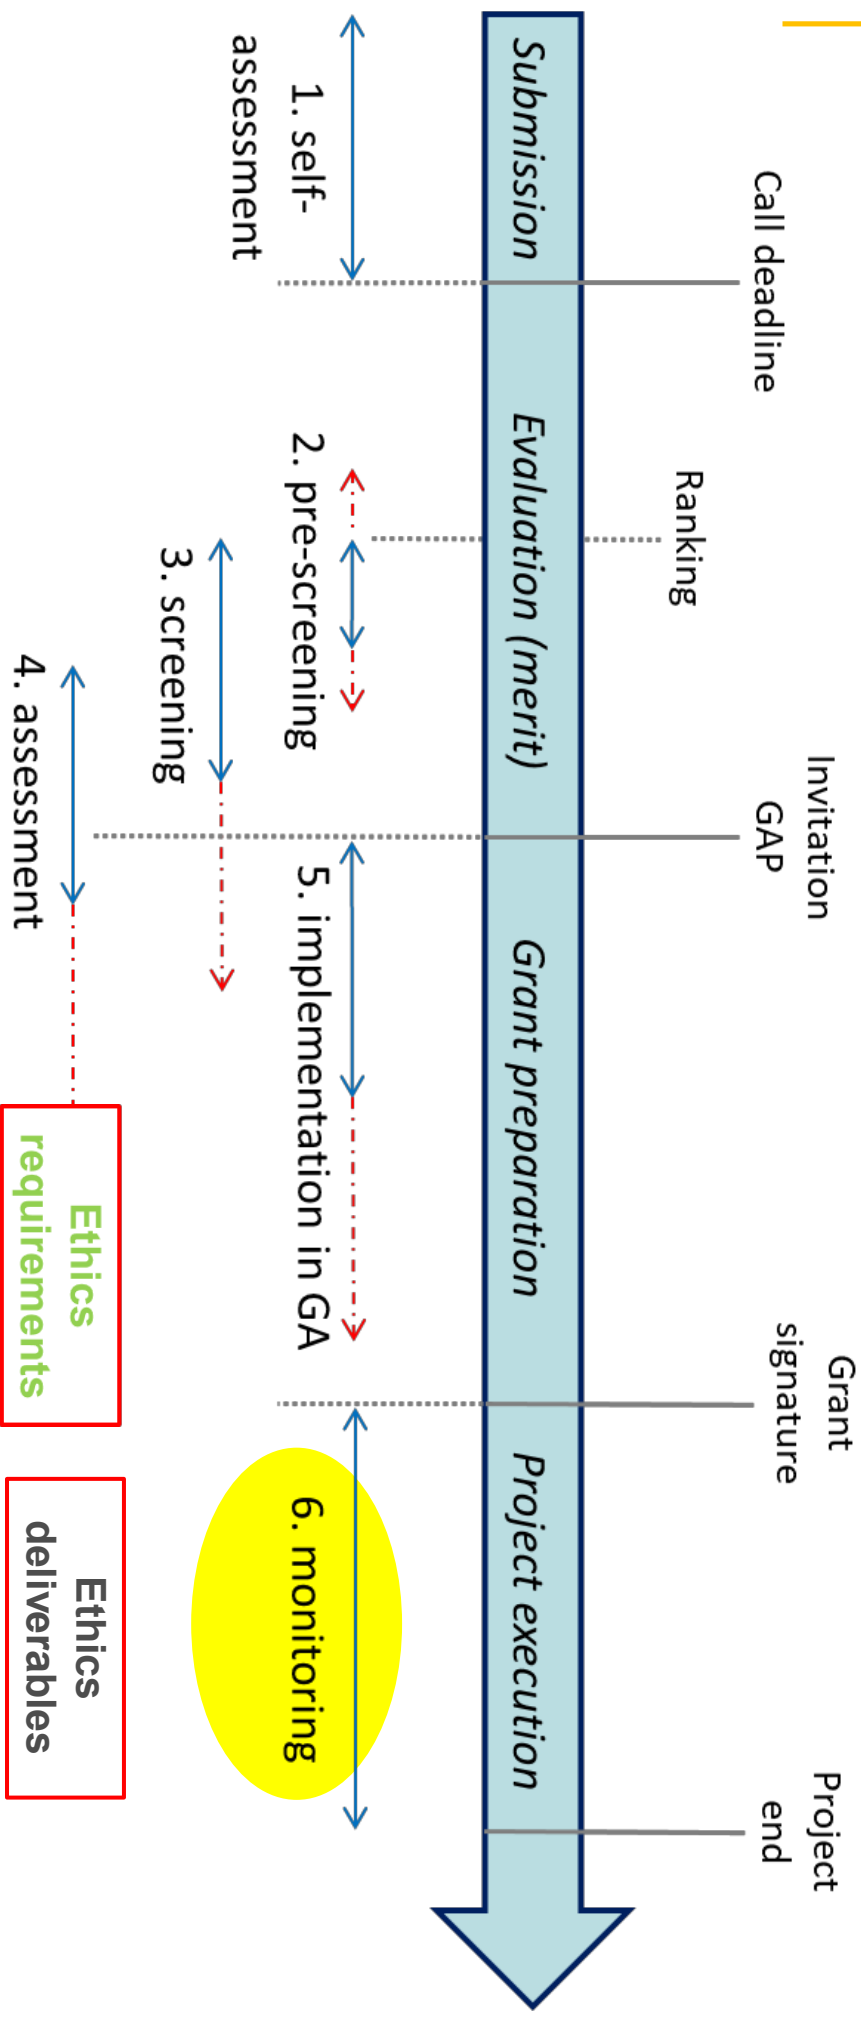 Call deadline
Ranking
Invitation
GAP
Grant
signature
Project
end
Submission
Evaluation (merit)
Grant preparation
Project execution
1. self-
assessment
2. pre-screening
3. screening
4. assessment
5. implementation in GA
6. monitoring
Ethics
requirements
Ethics
deliverables